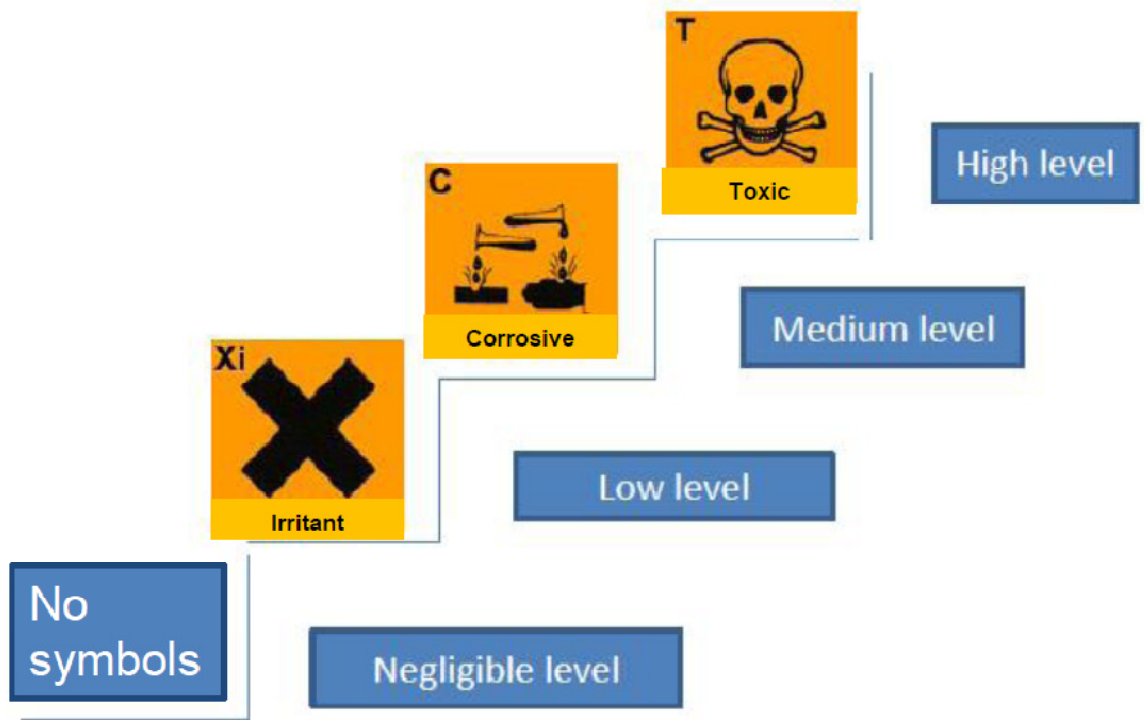 T
Toxic
High level
C
Corrosive
Medium level
Xi
Irritant
Low level
No
symbols
Negligible level